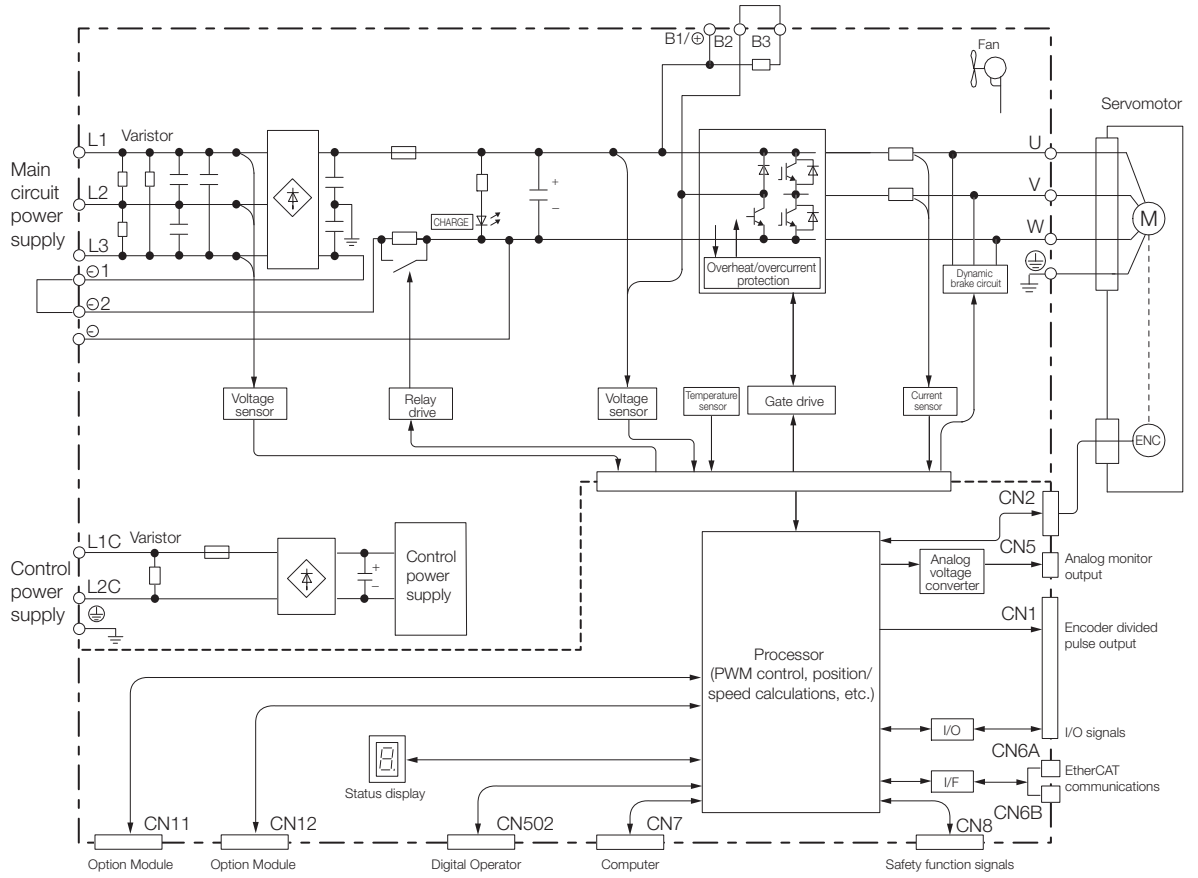 B1/⊕ B2 B3
Fan
Servomotor
Main
circuit
power
supply
L1
Varistor
L2
L3
⊖1
⊖2
⊖
CHARGE
+
–
Overheat/overcurrent
protection
U
V
W
M
Dynamic
brake circuit
Voltage
sensor
Relay
drive
Voltage
sensor
Temperature
sensor
Gate drive
Current
sensor
ENC
Control
power
supply
L1C
Varistor
L2C
+
–
Control
power
supply
Processor
(PWM control, position/
speed calculations, etc.)
CN2
CN5
Analog
voltage
converter
Analog monitor
output
CN1
Encoder divided
pulse output
I/O
I/O signals
CN6A
I/F
EtherCAT
communications
CN6B
8.
Status display
CN11
CN12
CN502
CN7
CN8
Option Module
Option Module
Digital Operator
Computer
Safety function signals